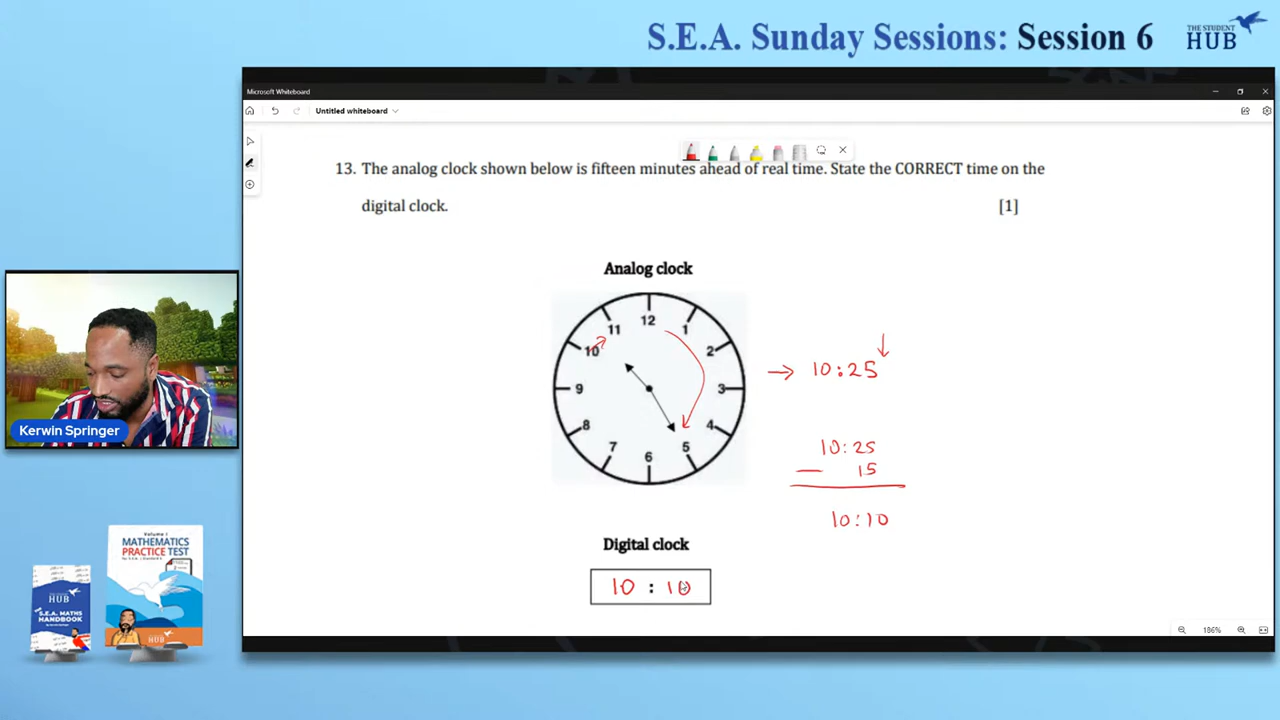 S.E.A. Sunday Sessions: Session 6
THE STUDENT
HUB
Microsoft Whiteboard
Untitled whiteboard
13. The analog clock shown below is fifteen minutes ahead of real time. State the CORRECT time on the
digital clock. [1]
Analog clock
12
11
1
10
2
9
3
8
4
7
5
6
→ 10:25 ↓
10:25
— 15
10:10
Digital clock
10 : 10
Kerwin Springer
HUB
S.E.A. MATHS
HANDBOOK
Volume 1
MATHEMATICS
PRACTICE TEST
HUB
186%